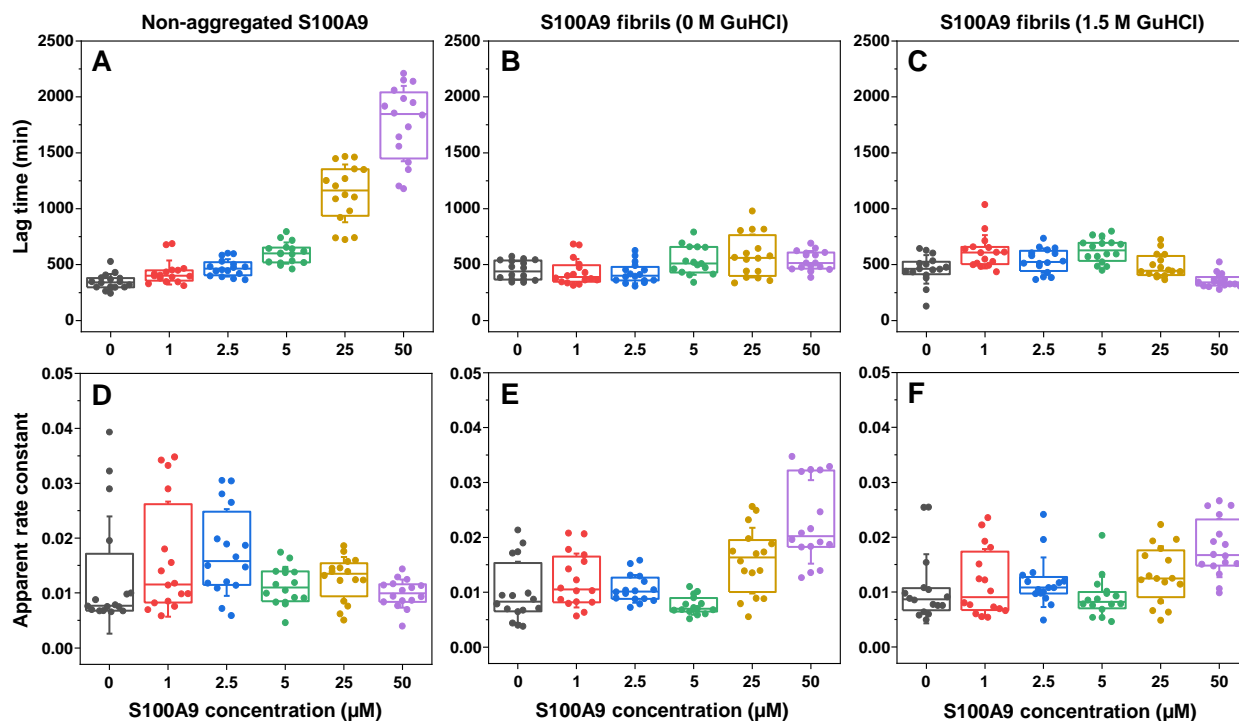 Non-aggregated S100A9
S100A9 fibrils (0 M GuHCl)
S100A9 fibrils (1.5 M GuHCl)
A
B
C
Lag time (min)
2500
2000
1500
1000
500
0
2500
2000
1500
1000
500
0
2500
2000
1500
1000
500
0
0 1 2.5 5 25 50
0 1 2.5 5 25 50
0 1 2.5 5 25 50
D
E
F
Apparent rate constant
0.05
0.04
0.03
0.02
0.01
0.00
0.05
0.04
0.03
0.02
0.01
0.00
0.05
0.04
0.03
0.02
0.01
0.00
0 1 2.5 5 25 50
0 1 2.5 5 25 50
0 1 2.5 5 25 50
S100A9 concentration (µM)
S100A9 concentration (µM)
S100A9 concentration (µM)